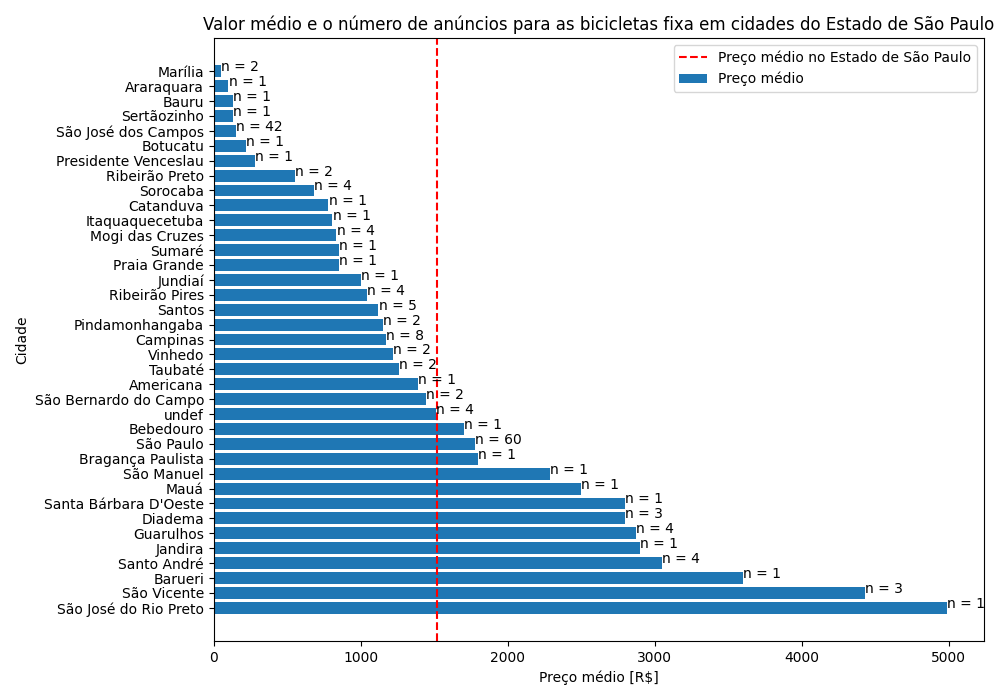 Valor médio e o número de anúncios para as bicicletas fixa em cidades do Estado de São Paulo
Preço médio no Estado de São Paulo
Preço médio
Marília n = 2
Araraquara n = 1
Bauru n = 1
Sertãozinho n = 1
São José dos Campos n = 42
Botucatu n = 1
Presidente Venceslau n = 1
Ribeirão Preto n = 2
Sorocaba n = 4
Catanduva n = 1
Itaquaquecetuba n = 1
Mogi das Cruzes n = 4
Sumaré n = 1
Praia Grande n = 1
Jundiaí n = 1
Ribeirão Pires n = 4
Santos n = 5
Pindamonhangaba n = 2
Campinas n = 8
Vinhedo n = 2
Taubaté n = 2
Americana n = 1
São Bernardo do Campo n = 2
undef n = 4
Bebedouro n = 1
São Paulo n = 60
Bragança Paulista n = 1
São Manuel n = 1
Mauá n = 1
Santa Bárbara D'Oeste n = 1
Diadema n = 3
Guarulhos n = 4
Jandira n = 1
Santo André n = 4
Barueri n = 1
São Vicente n = 3
São José do Rio Preto n = 1
Cidade
0 1000 2000 3000 4000 5000
Preço médio [R$]